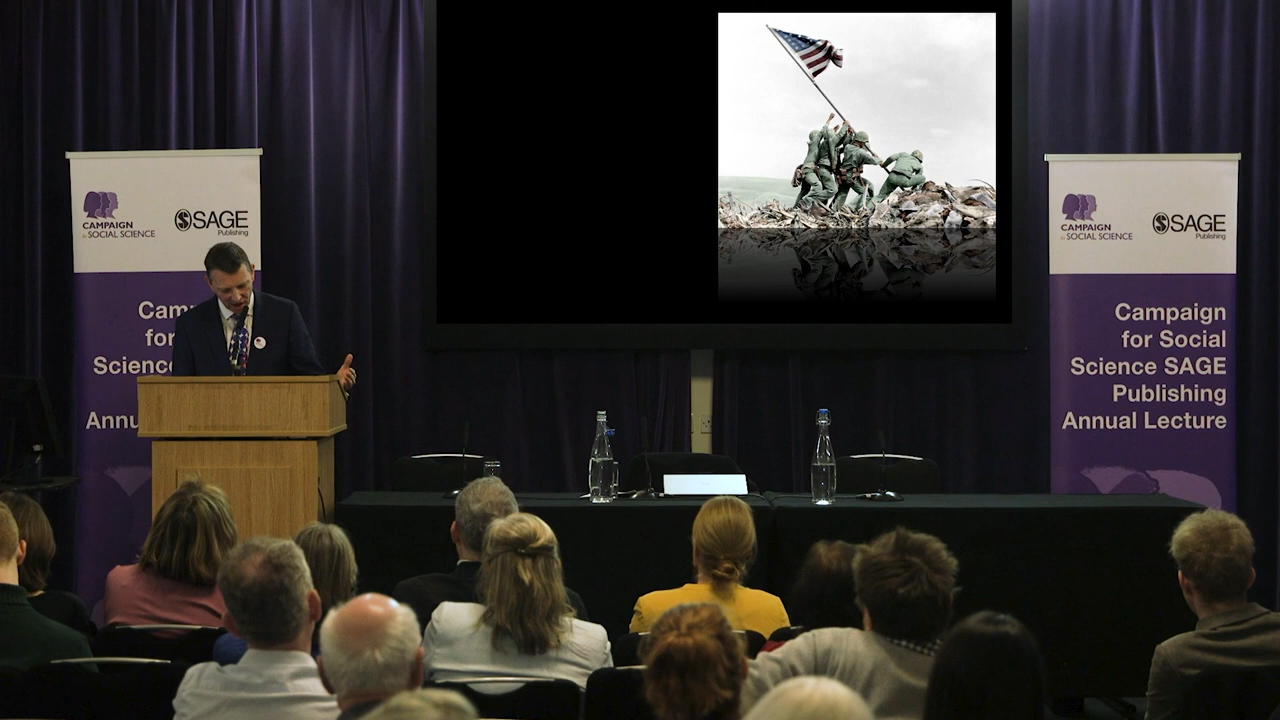 CAMPAIGN
for SOCIAL SCIENCE
SAGE
Publishing
Cam
for
Science
Annu
CAMPAIGN
for SOCIAL SCIENCE
SAGE
Publishing
Campaign
for Social
Science SAGE
Publishing
Annual Lecture